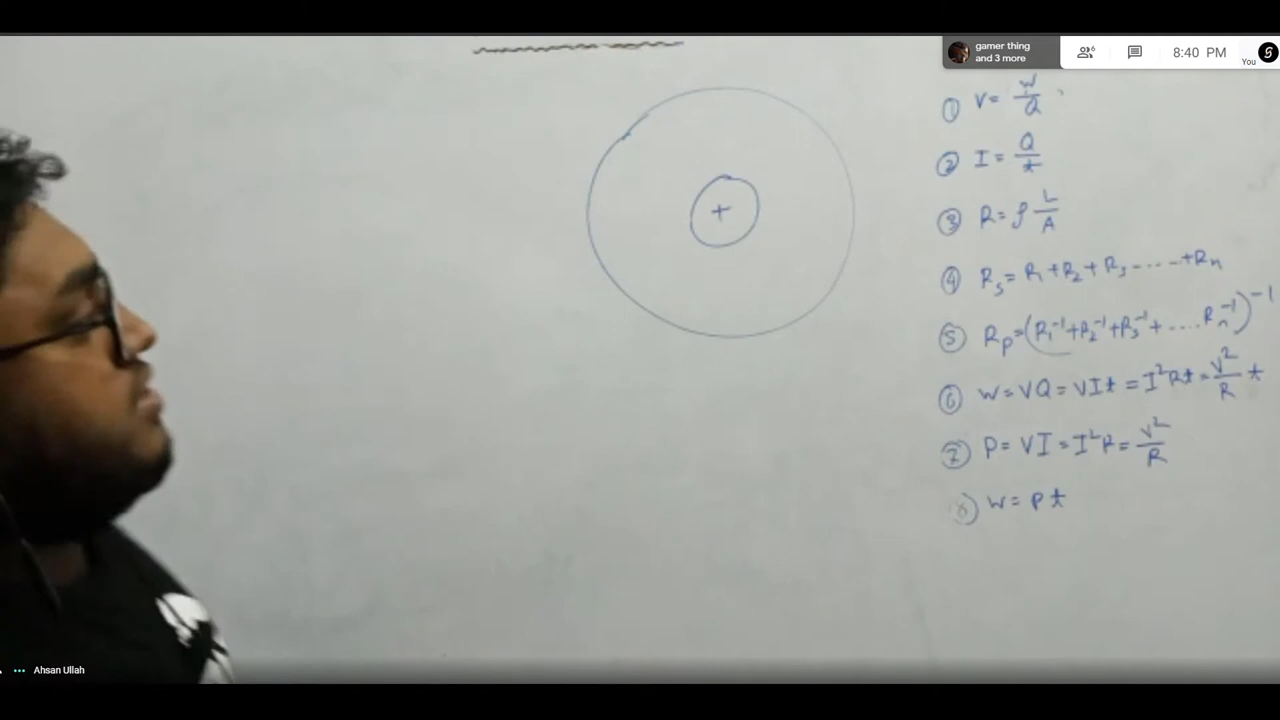 gamer thing
and 3 more
6
8:40 PM
You
+
① V = W/Q
② I = Q/t
③ R = ρ L/A
④ Rs = R1 + R2 + R3 - - - - - + Rn
⑤ Rp = (R1⁻¹ + R2⁻¹ + R3⁻¹ + ..... Rn⁻¹)⁻¹
⑥ W = VQ = VIt = I²Rt = V²/R t
⑦ P = VI = I²R = V²/R
⑧ W = Pt
Ahsan Ullah